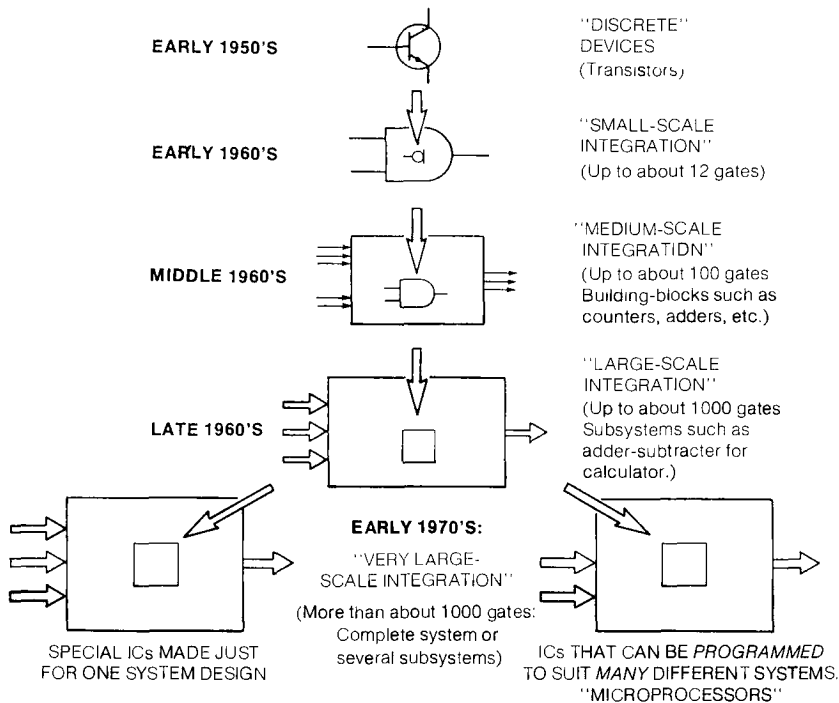 EARLY 1950'S
"DISCRETE"
DEVICES
(Transistors)
EARLY 1960'S
"SMALL-SCALE
INTEGRATION"
(Up to about 12 gates)
MIDDLE 1960'S
"MEDIUM-SCALE
INTEGRATION"
(Up to about 100 gates
Building-blocks such as
counters, adders, etc.)
LATE 1960'S
"LARGE-SCALE
INTEGRATION"
(Up to about 1000 gates
Subsystems such as
adder-subtracter for
calculator.)
EARLY 1970'S:
"VERY LARGE-
SCALE INTEGRATION"
(More than about 1000 gates:
Complete system or
several subsystems)
SPECIAL ICs MADE JUST
FOR ONE SYSTEM DESIGN
ICs THAT CAN BE PROGRAMMED
TO SUIT MANY DIFFERENT SYSTEMS.
"MICROPROCESSORS"